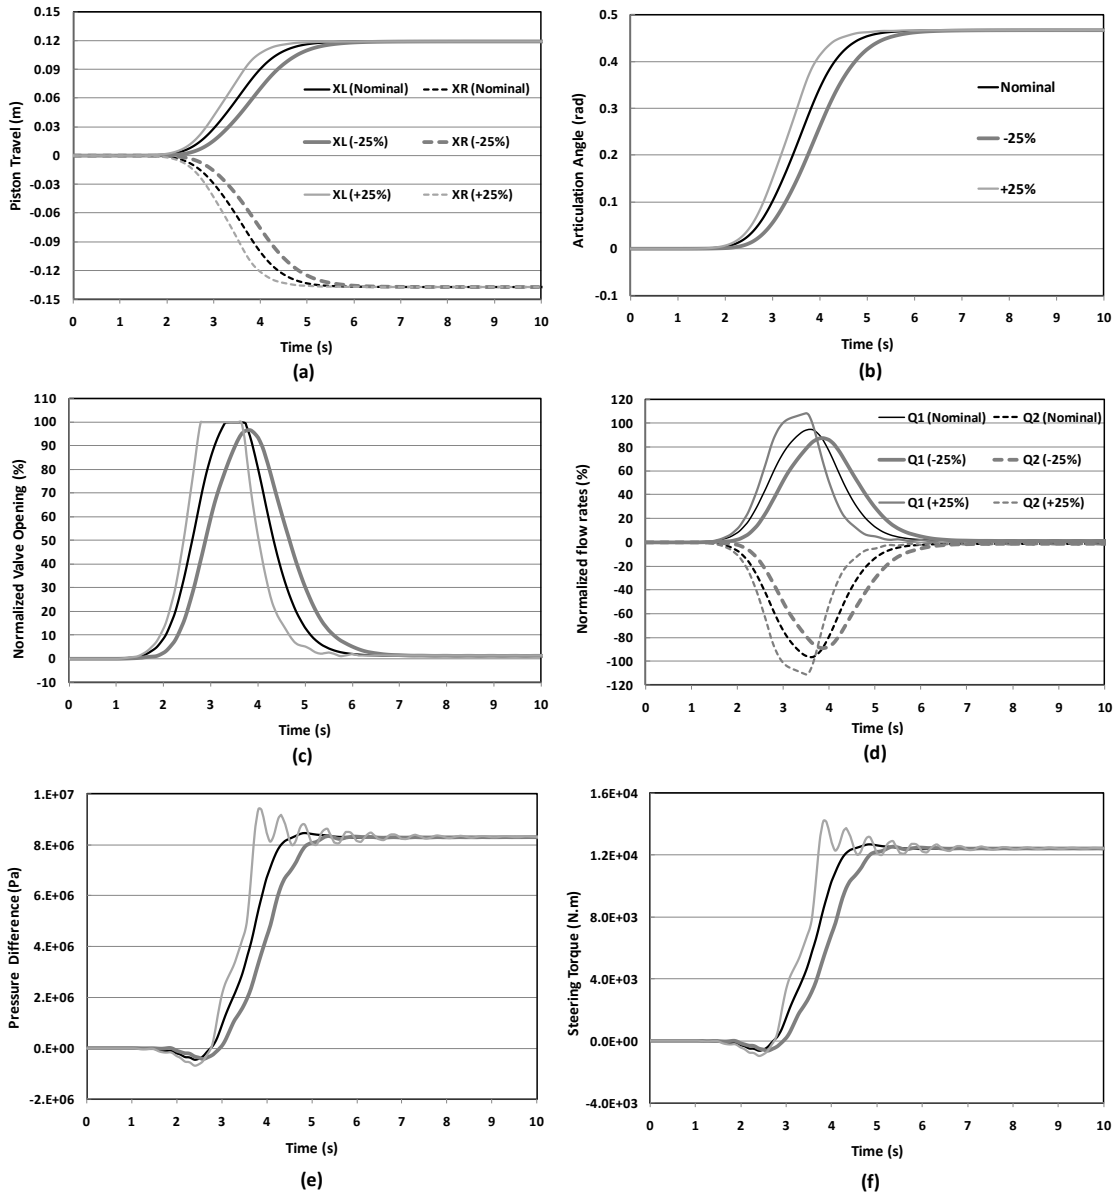 0.15
0.12
0.09
0.06
0.03
0
-0.03
-0.06
-0.09
-0.12
-0.15
Piston Travel (m)
XL (Nominal) XR (Nominal)
XL (-25%) XR (-25%)
XL (+25%) XR (+25%)
0 1 2 3 4 5 6 7 8 9 10
Time (s)
(a)
0.5
0.4
0.3
0.2
0.1
0
-0.1
Articulation Angle (rad)
Nominal
-25%
+25%
0 1 2 3 4 5 6 7 8 9 10
Time (s)
(b)
110
100
90
80
70
60
50
40
30
20
10
0
-10
Normalized Valve Opening (%)
0 1 2 3 4 5 6 7 8 9 10
Time (s)
(c)
120
100
80
60
40
20
0
-20
-40
-60
-80
-100
-120
Normalized flow rates (%)
Q1 (Nominal) Q2 (Nominal)
Q1 (-25%) Q2 (-25%)
Q1 (+25%) Q2 (+25%)
0 1 2 3 4 5 6 7 8 9 10
Time (s)
(d)
1.E+07
8.E+06
6.E+06
4.E+06
2.E+06
0.E+00
-2.E+06
Pressure Difference (Pa)
0 1 2 3 4 5 6 7 8 9 10
Time (s)
(e)
1.6E+04
1.2E+04
8.0E+03
4.0E+03
0.0E+00
-4.0E+03
Steering Torque (N.m)
0 1 2 3 4 5 6 7 8 9 10
Time (s)
(f)